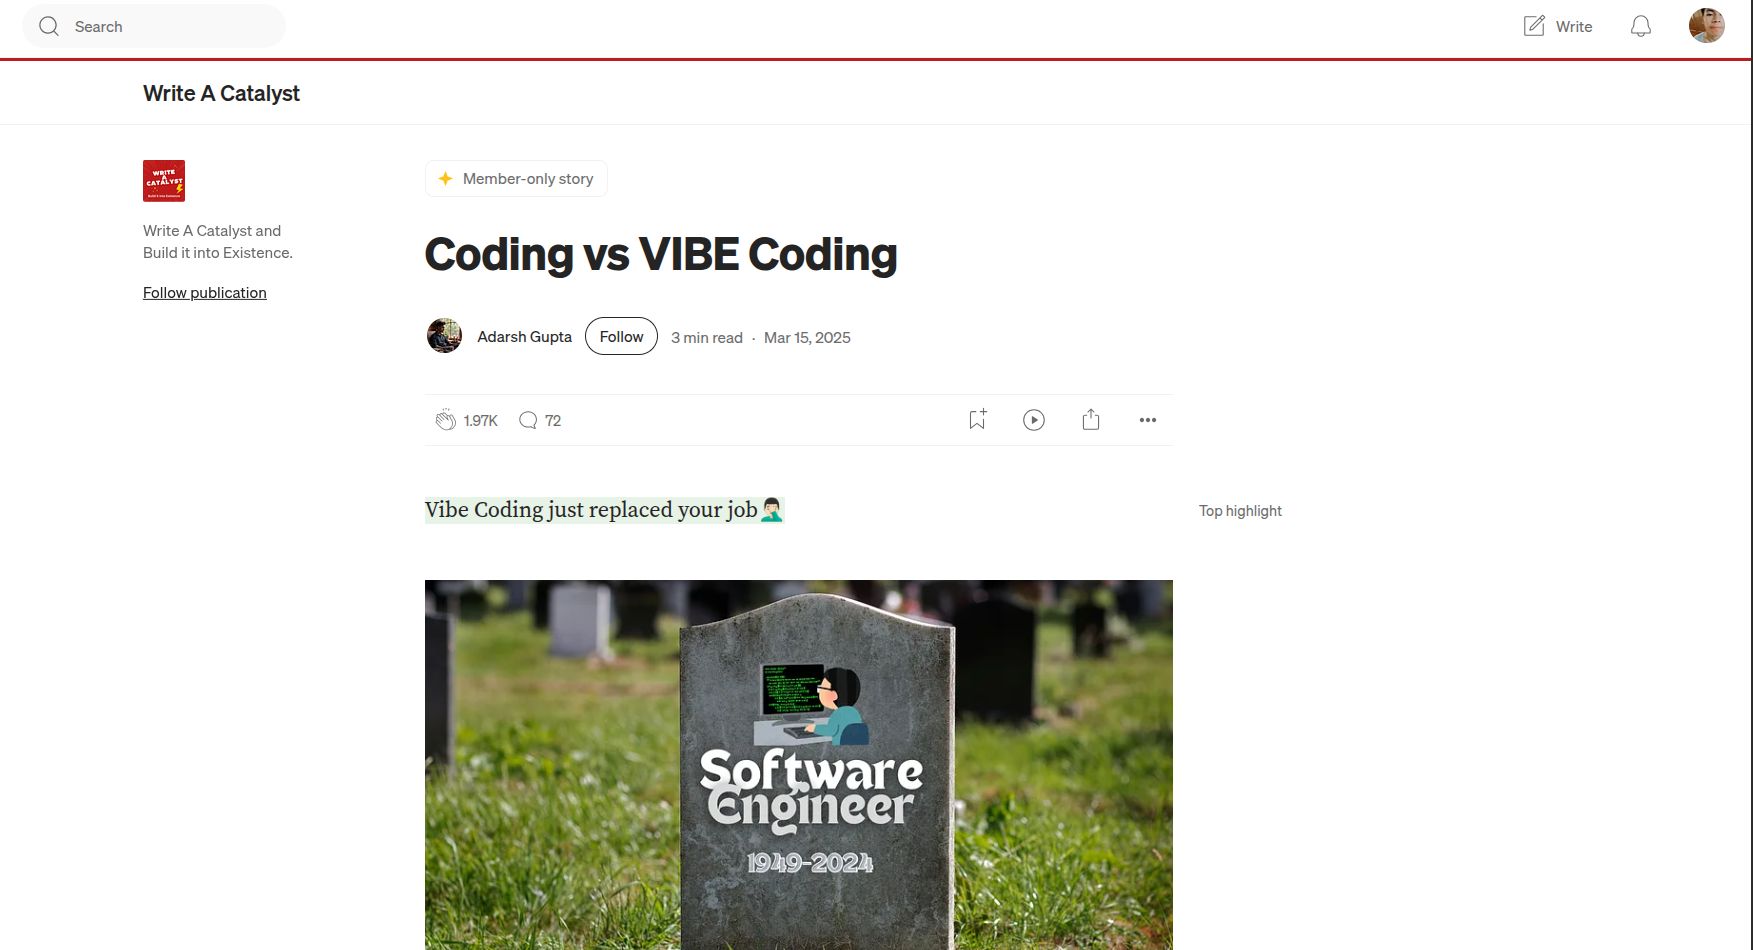 Search
Write
Write A Catalyst
WRITE
A
CATALYST
Member-only story
Write A Catalyst and
Build it into Existence.
Follow publication
Coding vs VIBE Coding
Adarsh Gupta
Follow
3 min read · Mar 15, 2025
1.97K
72
Vibe Coding just replaced your job🤦🏻‍♂️
Top highlight
Software
Engineer
1949-2024